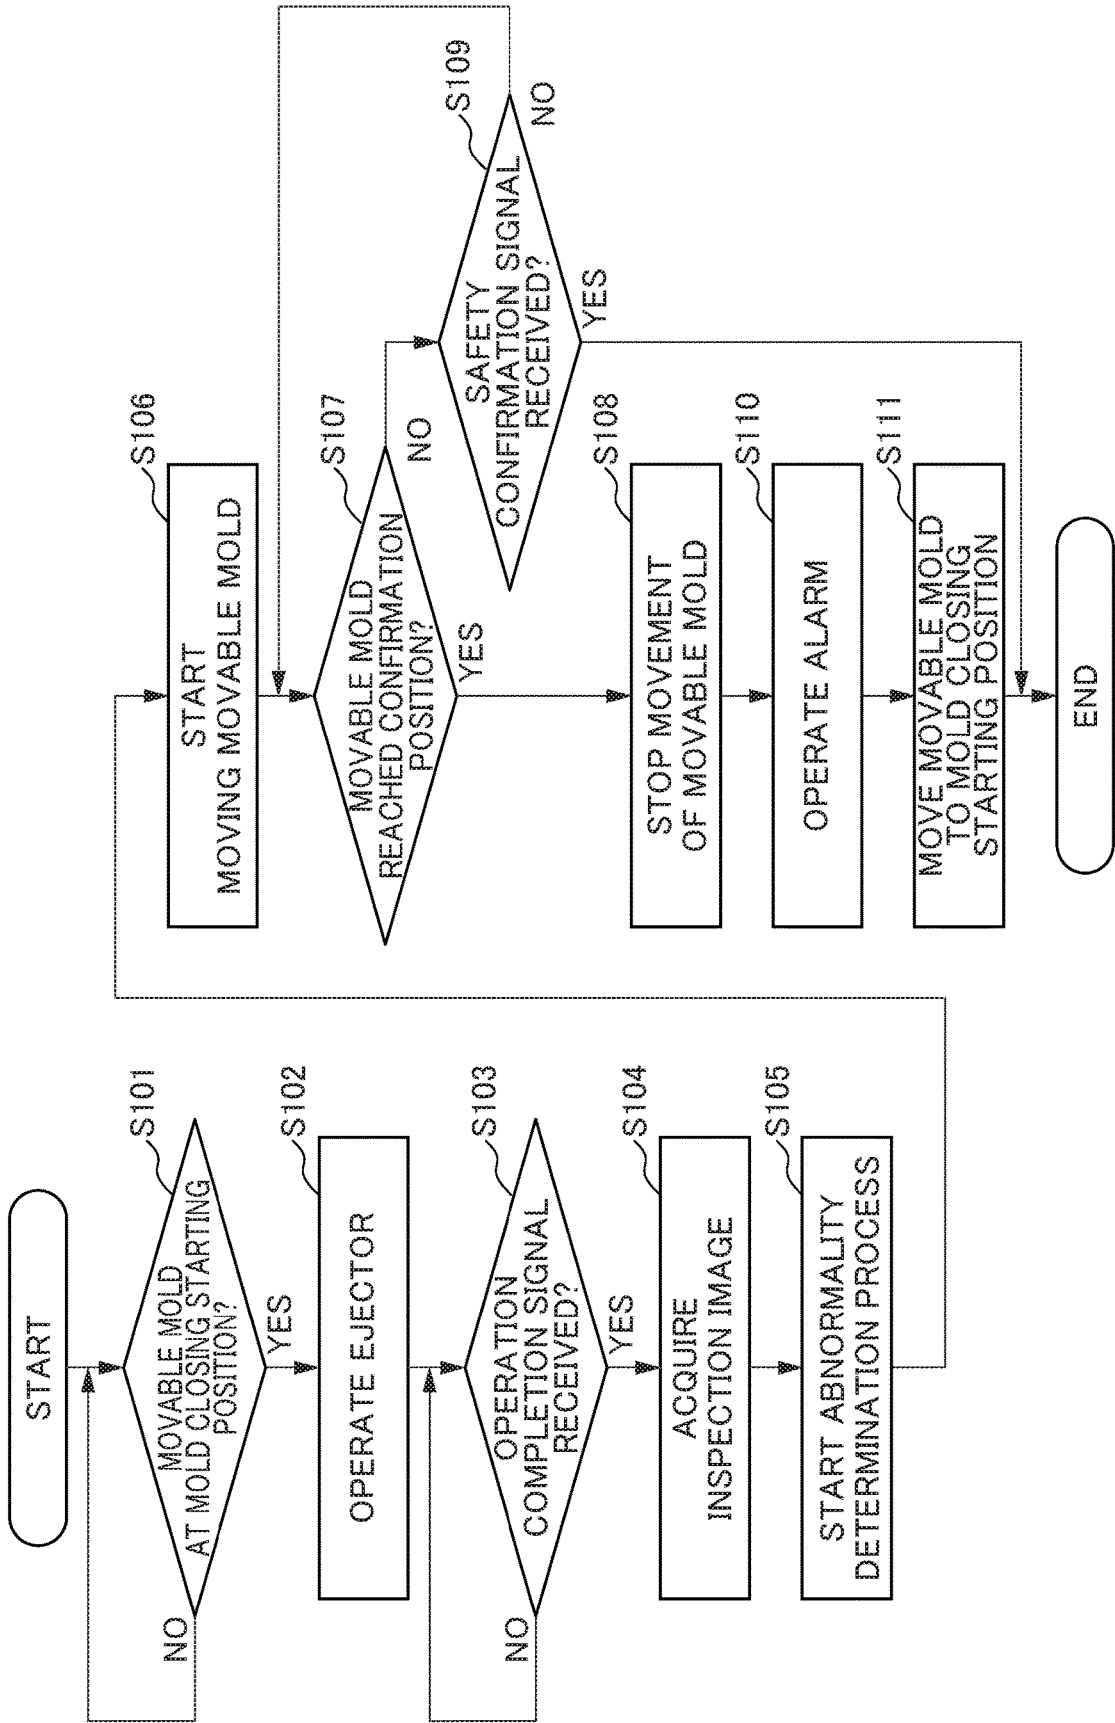 START
S101
MOVABLE MOLD
AT MOLD CLOSING STARTING
POSITION?
NO
YES
S102
OPERATE EJECTOR
S103
OPERATION
COMPLETION SIGNAL
RECEIVED?
NO
YES
S104
ACQUIRE
INSPECTION IMAGE
S105
START ABNORMALITY
DETERMINATION PROCESS
S106
START
MOVING MOVABLE MOLD
S107
MOVABLE MOLD
REACHED CONFIRMATION
POSITION?
NO
YES
S109
SAFETY
CONFIRMATION SIGNAL
RECEIVED?
NO
YES
S108
STOP MOVEMENT
OF MOVABLE MOLD
S110
OPERATE ALARM
S111
MOVE MOVABLE MOLD
TO MOLD CLOSING
STARTING POSITION
END